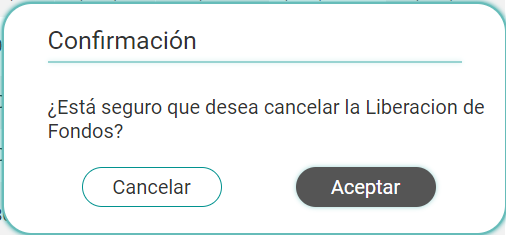 Confirmación
¿Está seguro que desea cancelar la Liberacion de
Fondos?
Cancelar
Aceptar